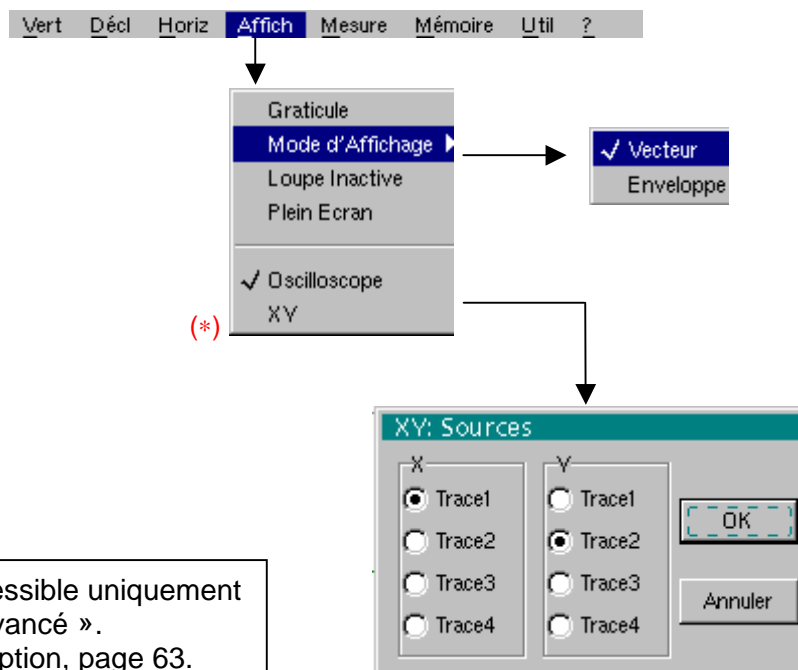 Vert Décl Horiz Affich Mesure Mémoire Util ?
Graticule
Mode d'Affichage
Loupe Inactive
Plein Ecran
Oscilloscope
XY
(*)
Vecteur
Enveloppe
XY: Sources
X
Trace1
Trace2
Trace3
Trace4
Y
Trace1
Trace2
Trace3
Trace4
OK
Annuler
essible uniquement
vancé ».
ption, page 63.